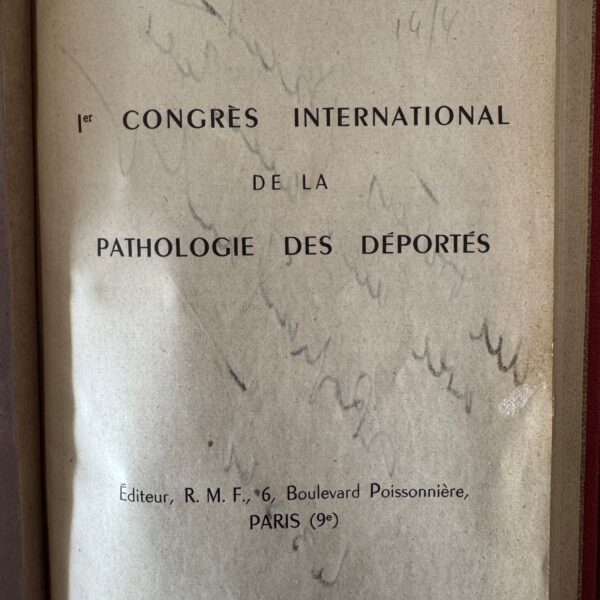 14/4
Iᵉʳ CONGRÈS INTERNATIONAL
DE LA
PATHOLOGIE DES DÉPORTÉS
Éditeur, R. M. F., 6, Boulevard Poissonnière,
PARIS (9ᵉ)